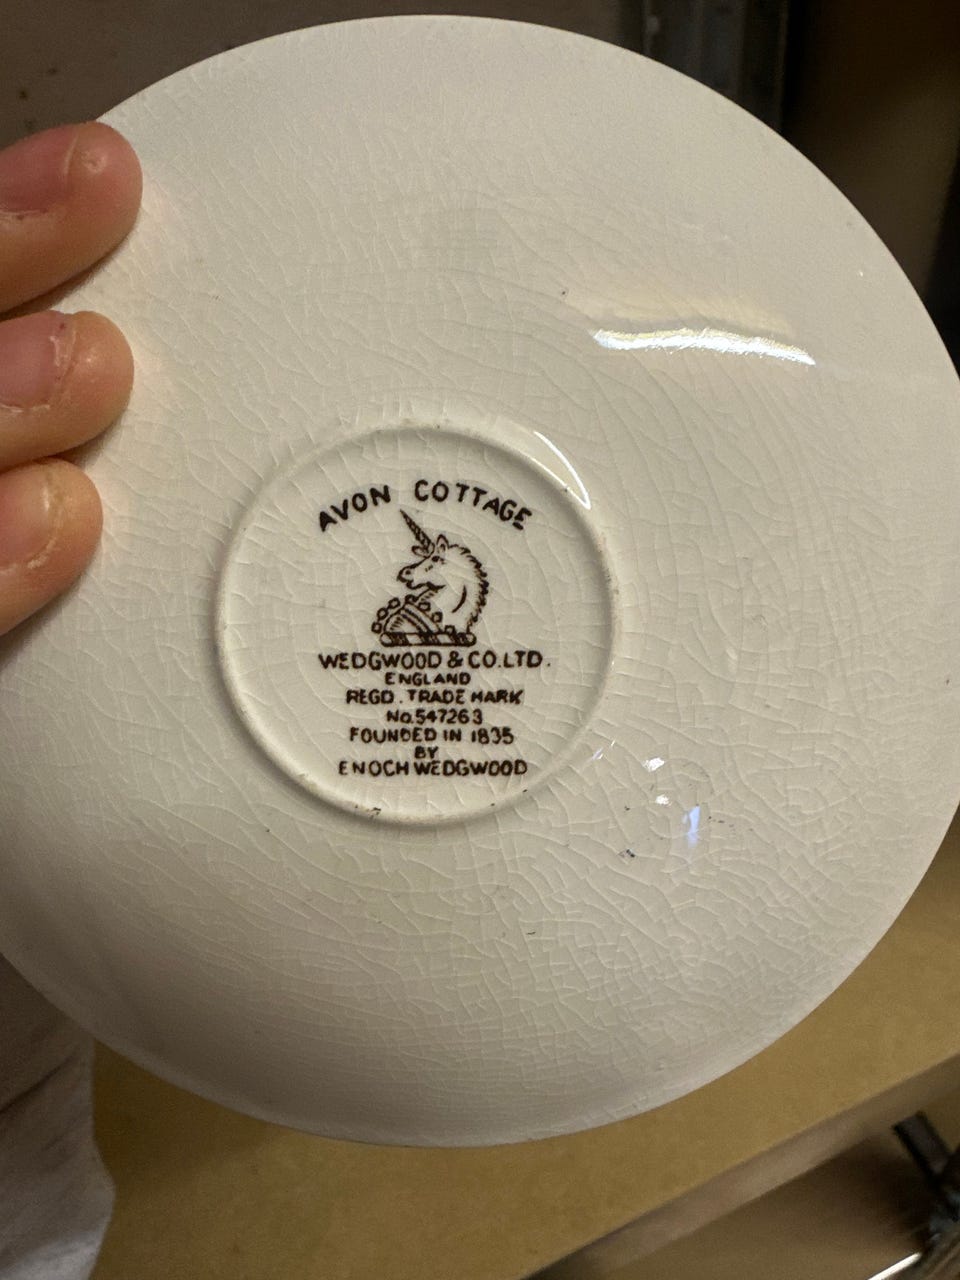 AVON COTTAGE
WEDGWOOD & CO. LTD.
ENGLAND
REGD. TRADE MARK
No. 547263
FOUNDED IN 1835
BY
ENOCH WEDGWOOD